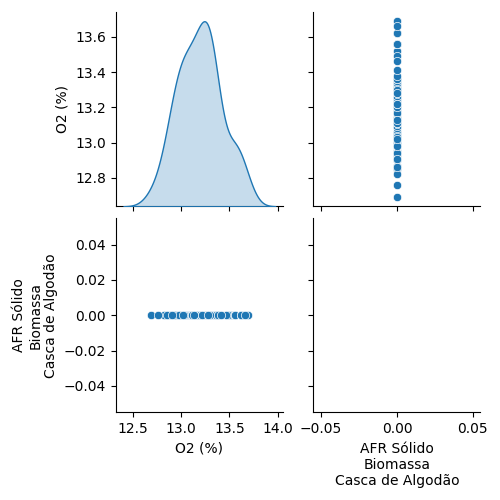 13.6
13.4
13.2
13.0
12.8
O2 (%)
0.04
0.02
0.00
−0.02
−0.04
AFR Sólido
Biomassa
Casca de Algodão
12.5 13.0 13.5 14.0
O2 (%)
−0.05 0.00 0.05
AFR Sólido
Biomassa
Casca de Algodão